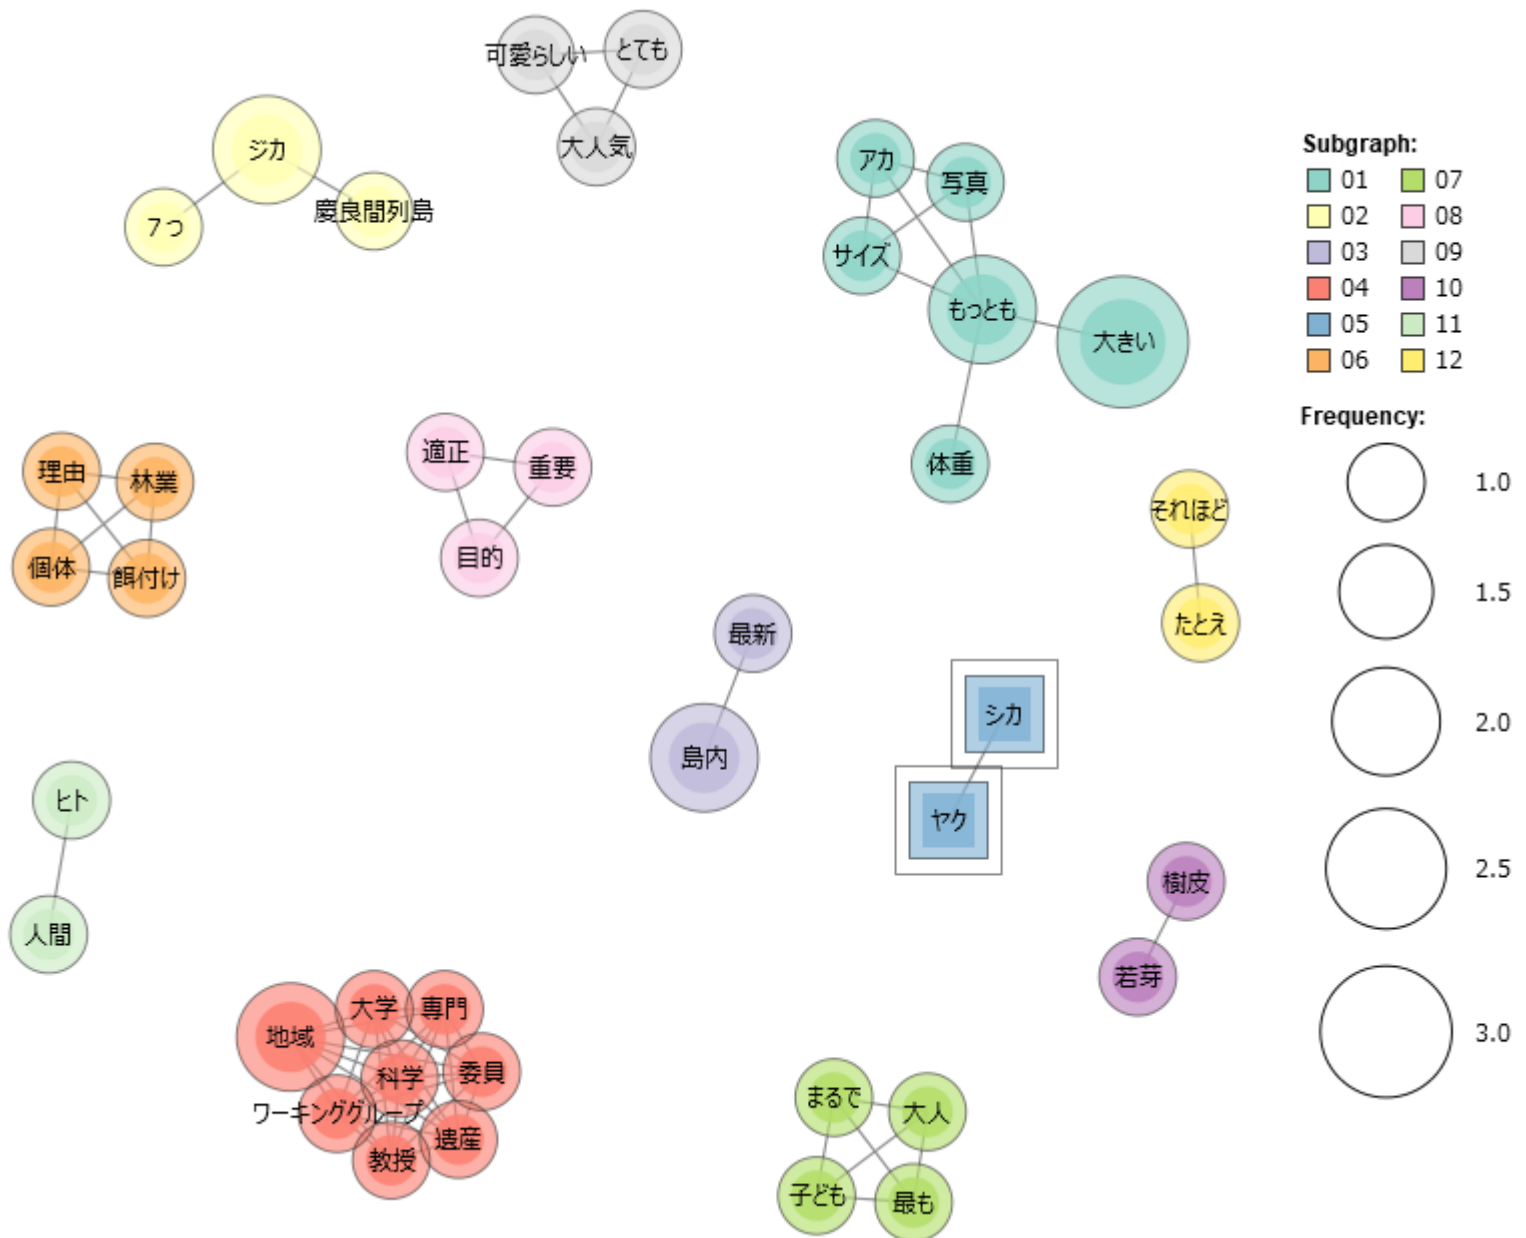 可愛らしい
とても
大人気
ジカ
7つ
慶良間列島
アカ
写真
サイズ
もっとも
大きい
体重
Subgraph:
01 07
02 08
03 09
04 10
05 11
06 12
Frequency:
1.0
1.5
2.0
2.5
3.0
理由
林業
個体
餌付け
適正
重要
目的
それほど
たとえ
最新
島内
シカ
ヤク
ヒト
人間
樹皮
若芽
地域
大学
専門
科学
委員
ワーキンググループ
遺産
教授
まるで
大人
子ども
最も